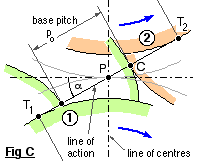 base pitch
p₀
T₂
②
P
C
α
T₁
①
line of
action
line of centres
Fig C